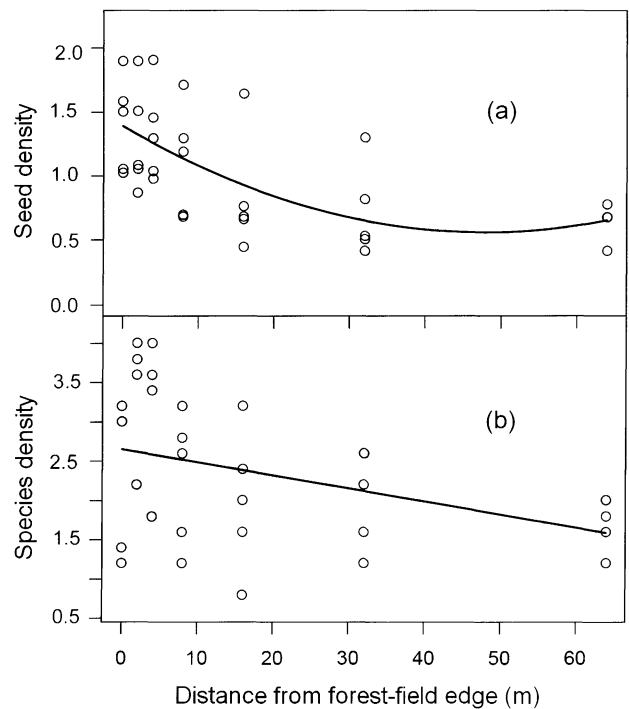 2.0
1.5
1.0
0.5
0.0
Seed density
(a)
3.5
2.5
1.5
0.5
Species density
(b)
0 10 20 30 40 50 60
Distance from forest-field edge (m)